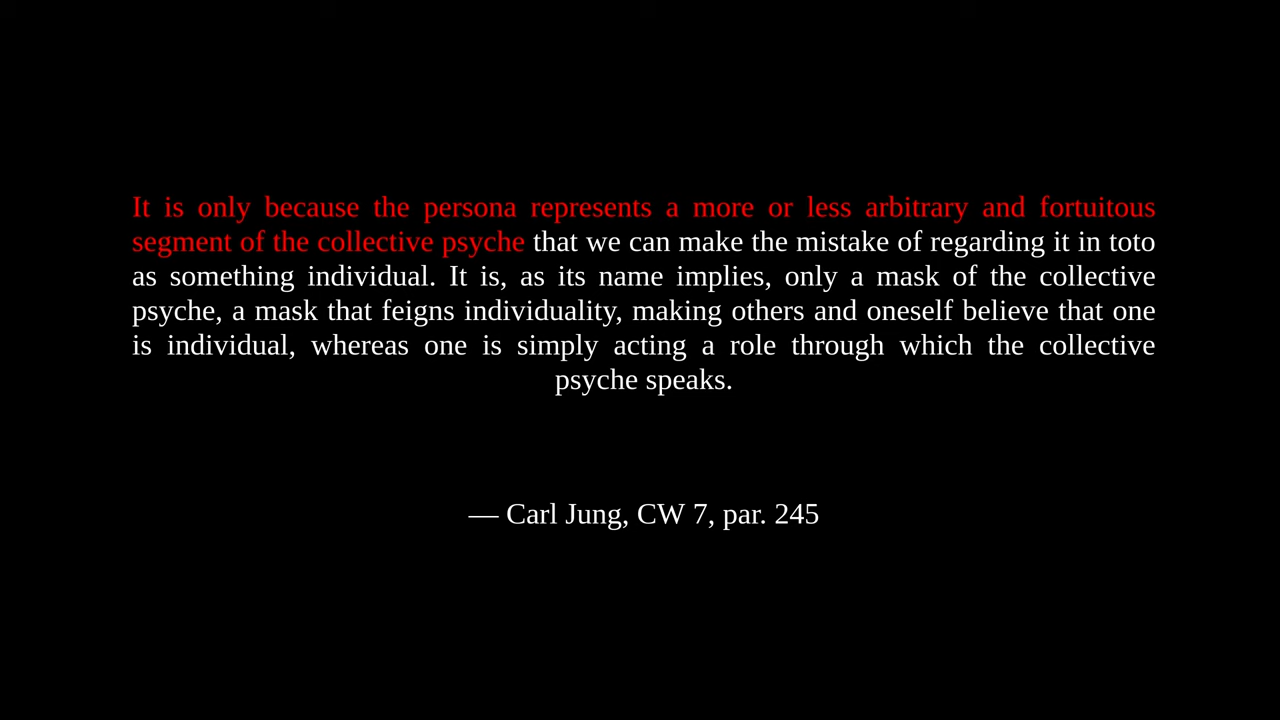 It is only because the persona represents a more or less arbitrary and fortuitous
segment of the collective psyche that we can make the mistake of regarding it in toto
as something individual. It is, as its name implies, only a mask of the collective
psyche, a mask that feigns individuality, making others and oneself believe that one
is individual, whereas one is simply acting a role through which the collective
psyche speaks.
— Carl Jung, CW 7, par. 245